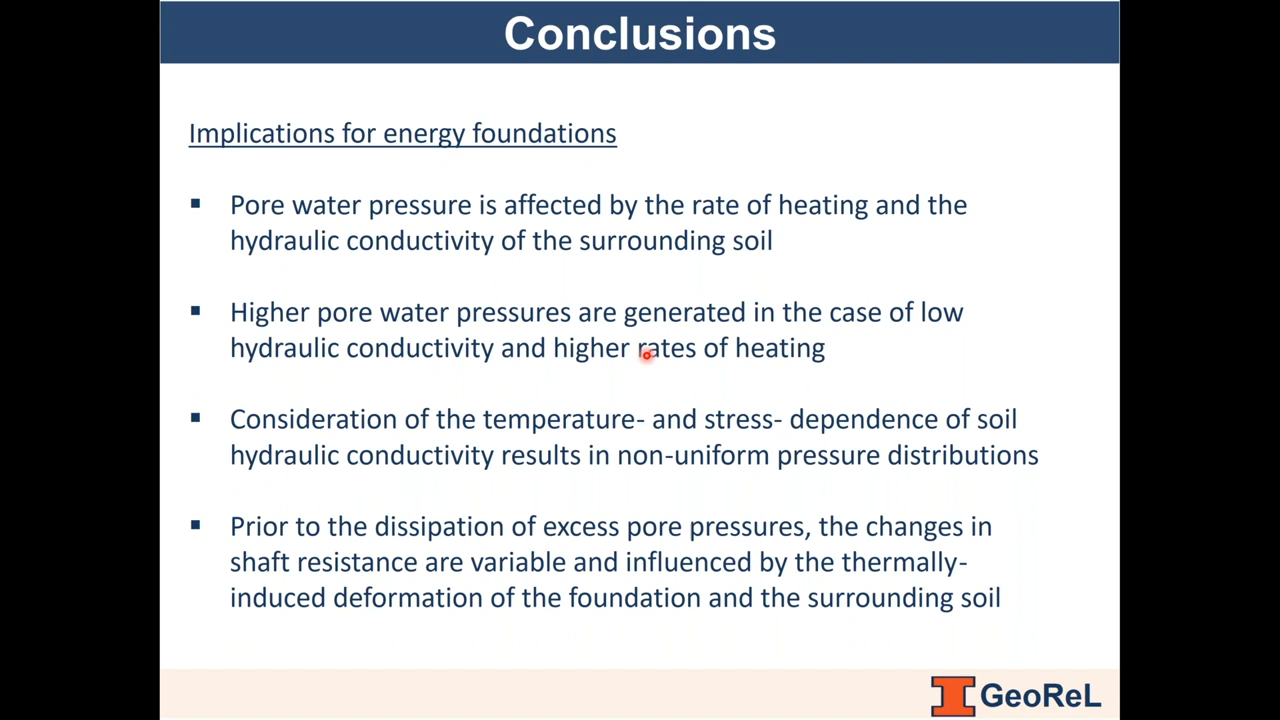 Conclusions
Implications for energy foundations
▪ Pore water pressure is affected by the rate of heating and the
hydraulic conductivity of the surrounding soil
▪ Higher pore water pressures are generated in the case of low
hydraulic conductivity and higher rates of heating
▪ Consideration of the temperature- and stress- dependence of soil
hydraulic conductivity results in non-uniform pressure distributions
▪ Prior to the dissipation of excess pore pressures, the changes in
shaft resistance are variable and influenced by the thermally-
induced deformation of the foundation and the surrounding soil
I GeoReL